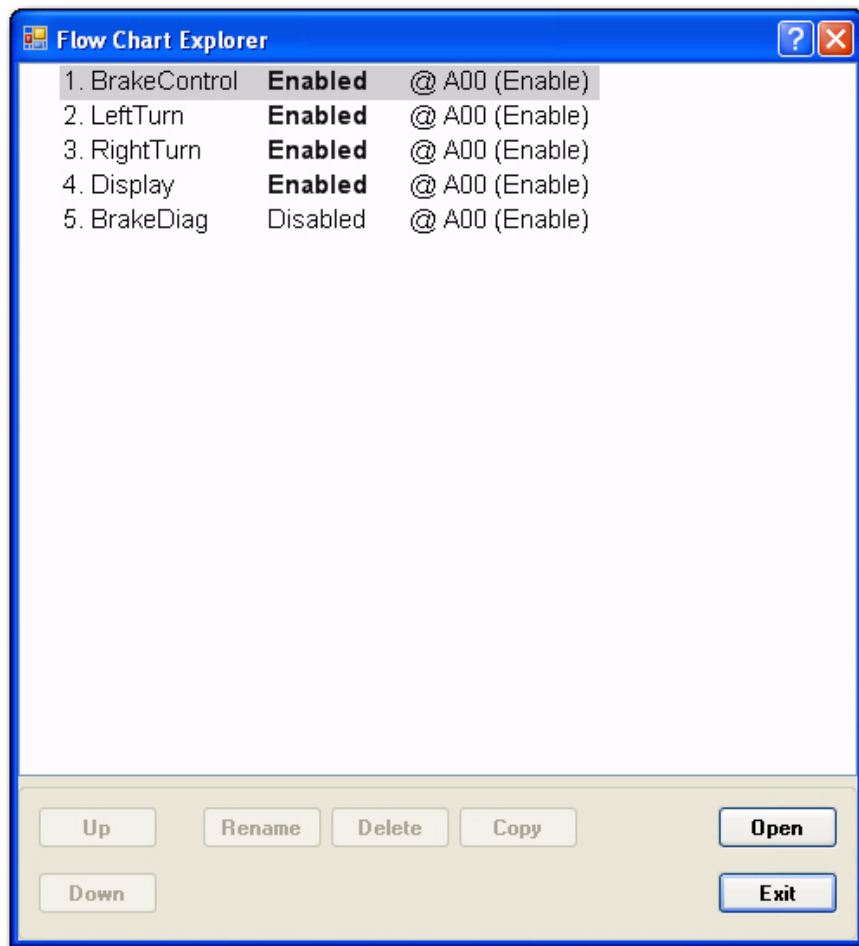 Flow Chart Explorer
1. BrakeControl Enabled @ A00 (Enable)
2. LeftTurn Enabled @ A00 (Enable)
3. RightTurn Enabled @ A00 (Enable)
4. Display Enabled @ A00 (Enable)
5. BrakeDiag Disabled @ A00 (Enable)
Up Rename Delete Copy Open
Down Exit